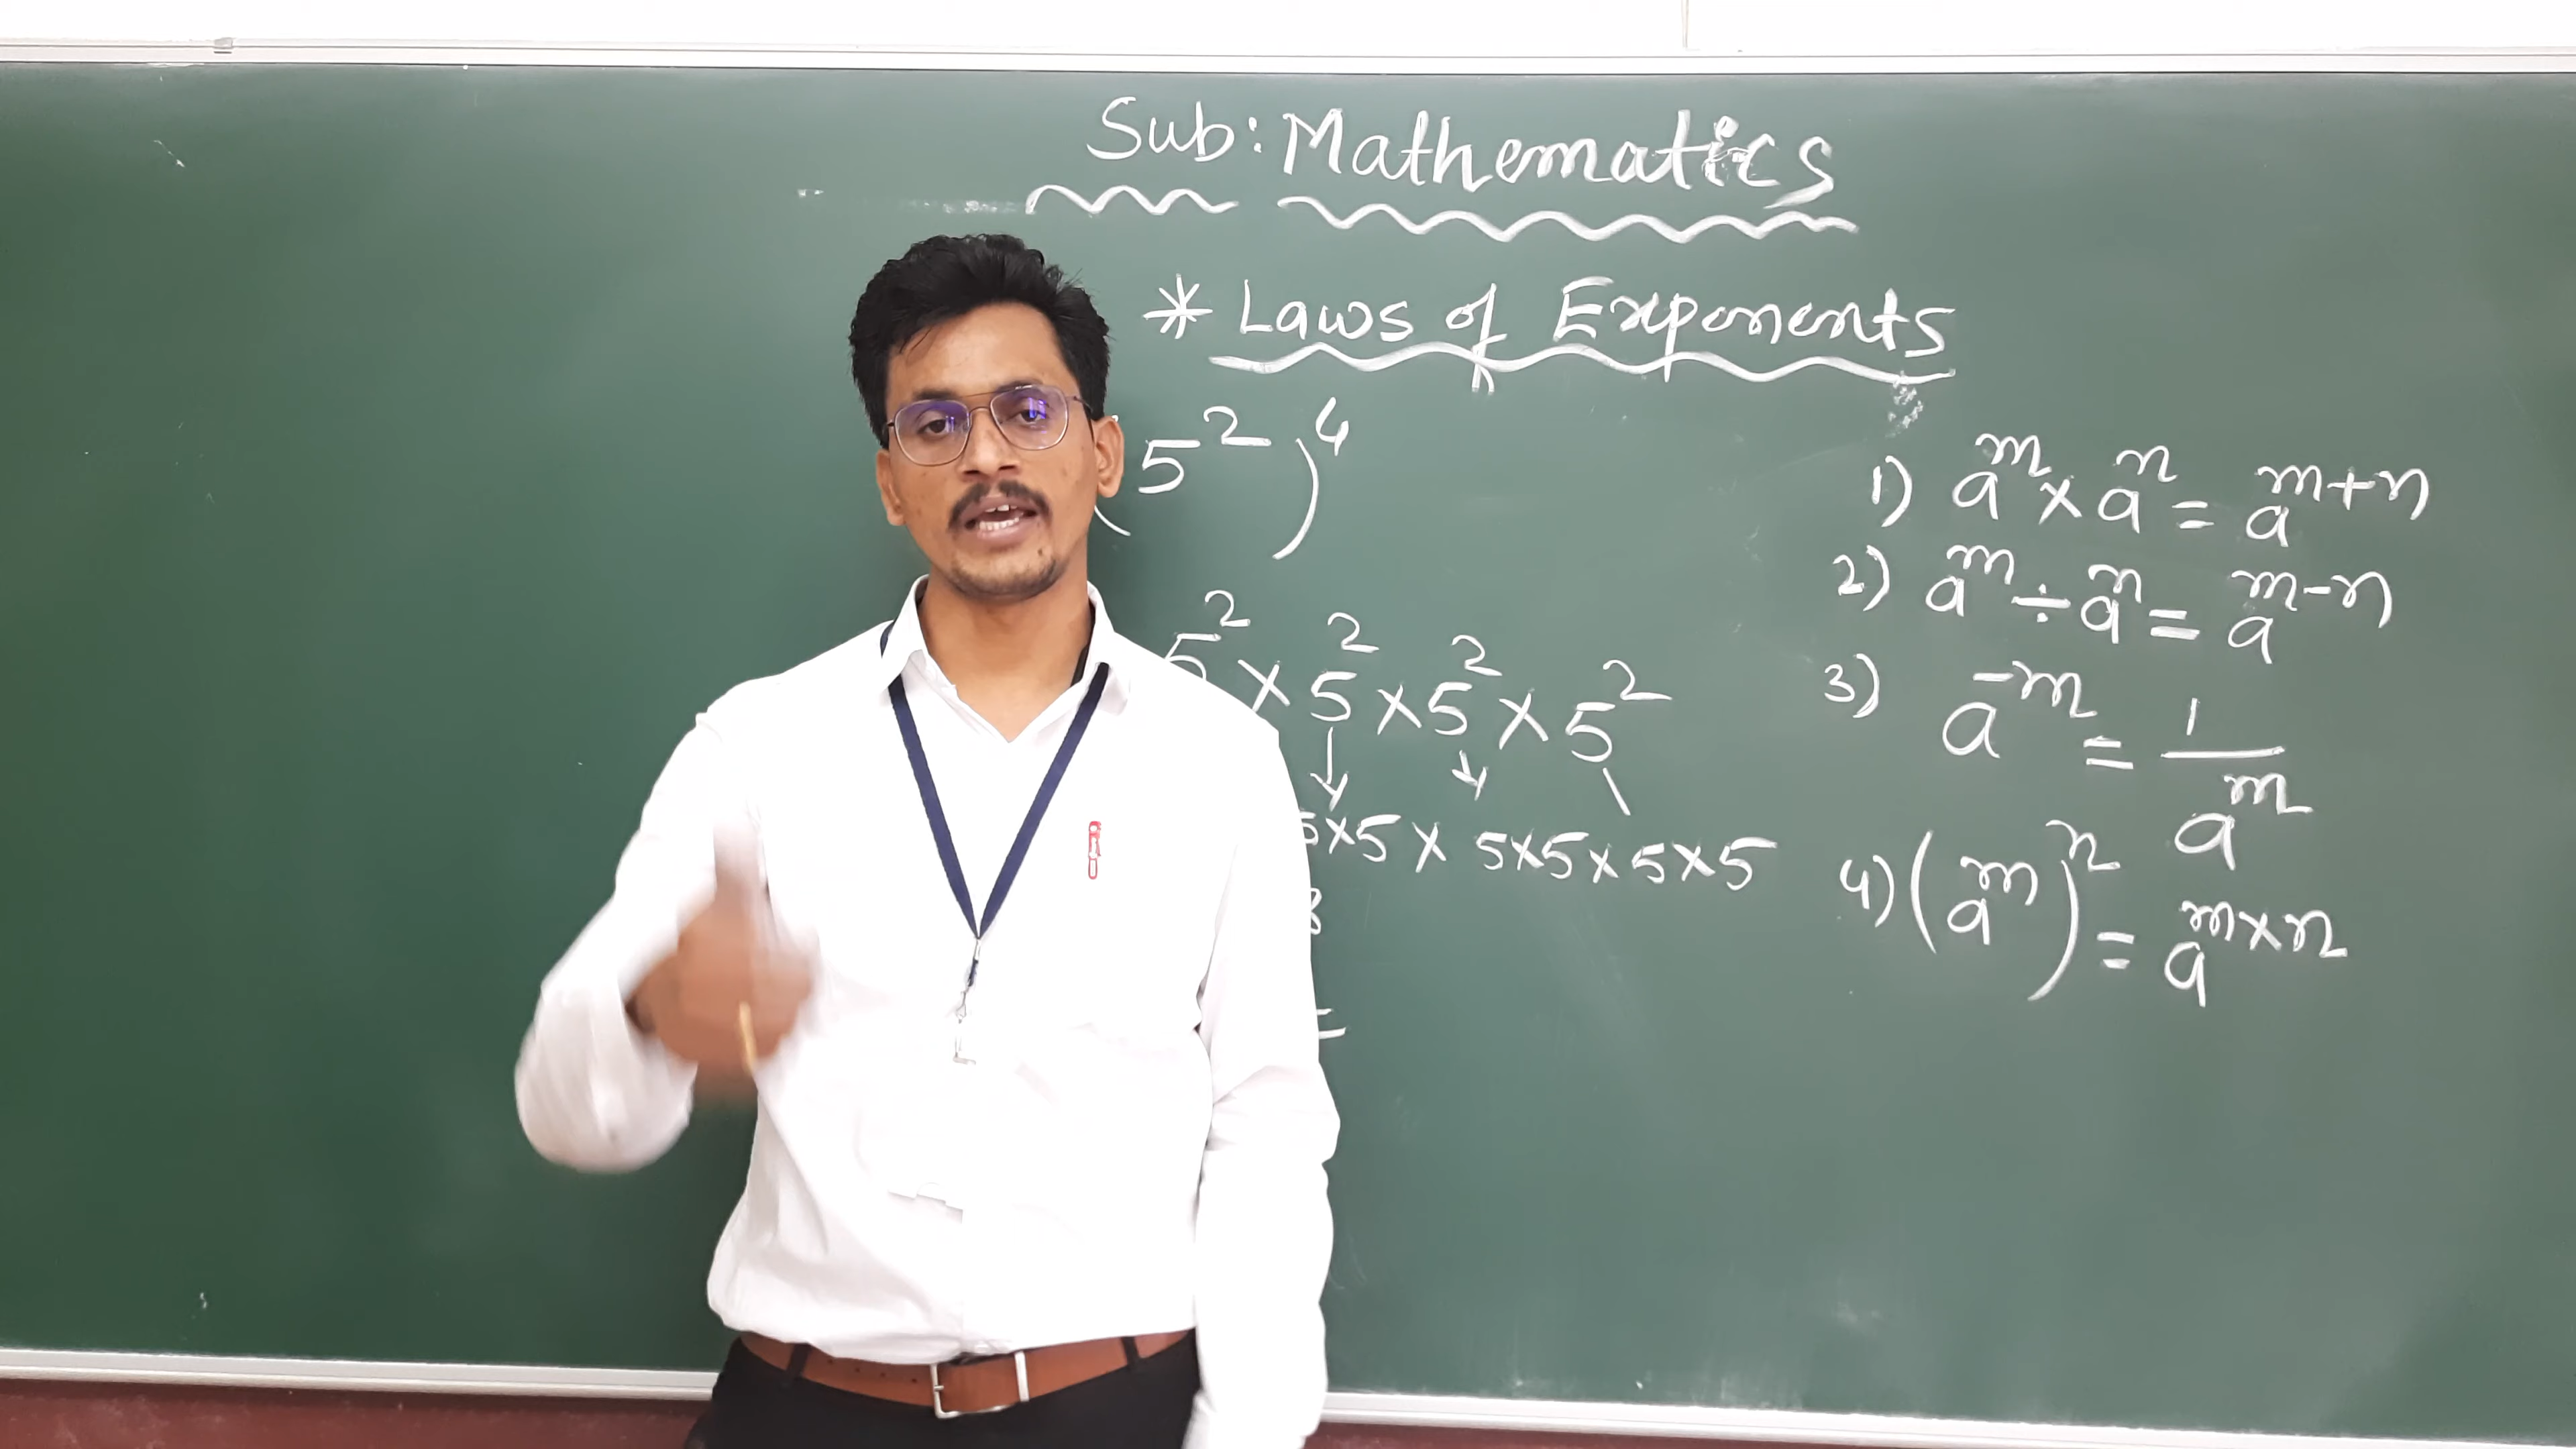 Sub: Mathematics
* Laws of Exponents
(5²)⁴
5² × 5² × 5² × 5²
5×5 × 5×5 × 5×5
8
=
1) aᵐ × aⁿ = aᵐ⁺ⁿ
2) aᵐ ÷ aⁿ = aᵐ⁻ⁿ
3) a⁻ᵐ = 1/aᵐ
4) (aᵐ)ⁿ = aᵐˣⁿ